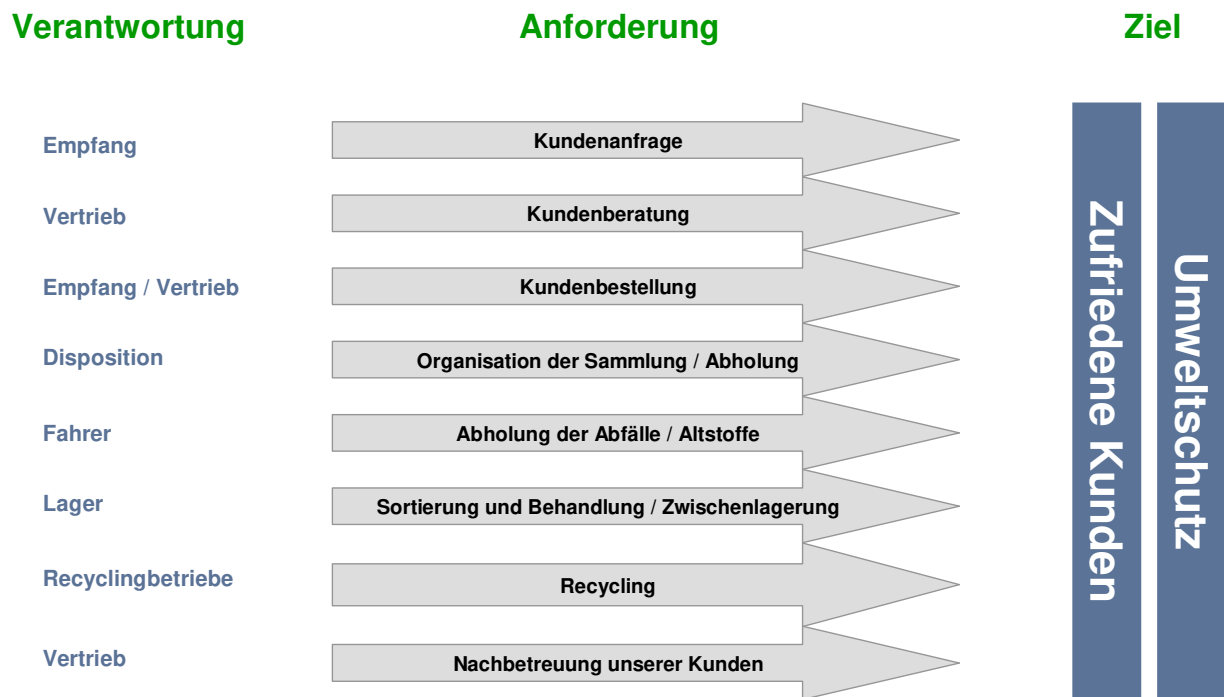 Verantwortung Anforderung Ziel
Empfang Kundenanfrage
Vertrieb Kundenberatung
Empfang / Vertrieb Kundenbestellung
Disposition Organisation der Sammlung / Abholung
Fahrer Abholung der Abfälle / Altstoffe
Lager Sortierung und Behandlung / Zwischenlagerung
Recyclingbetriebe Recycling
Vertrieb Nachbetreuung unserer Kunden
Zufriedene Kunden
Umweltschutz